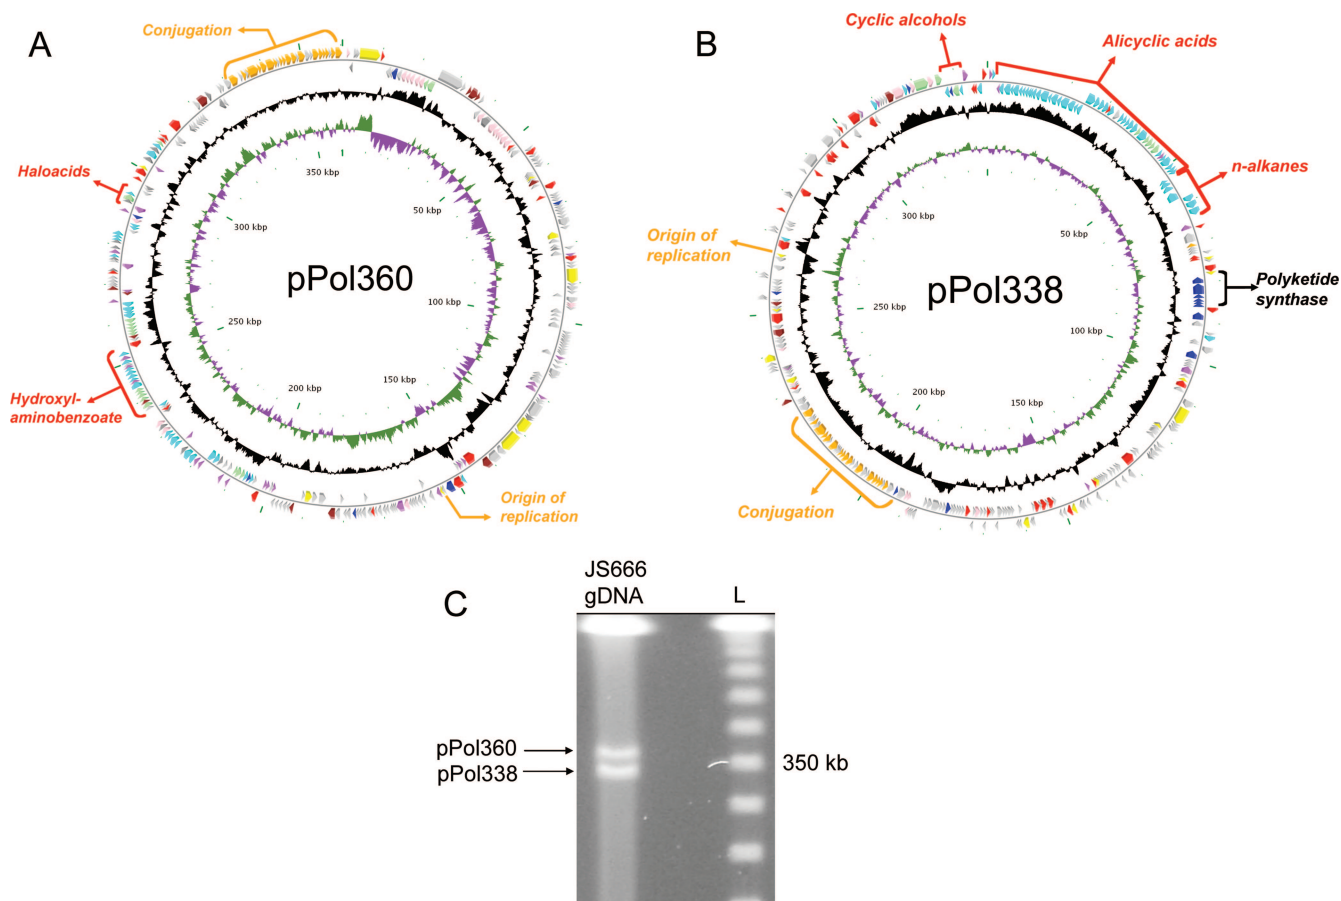 A
Conjugation
Haloacids
Hydroxyl-
aminobenzoate
Origin of
replication
pPol360
350 kbp
50 kbp
100 kbp
150 kbp
200 kbp
250 kbp
300 kbp
B
Cyclic alcohols
Alicyclic acids
n-alkanes
Polyketide
synthase
Origin of
replication
Conjugation
pPol338
50 kbp
100 kbp
150 kbp
200 kbp
250 kbp
300 kbp
C
JS666
gDNA
L
pPol360
pPol338
350 kb